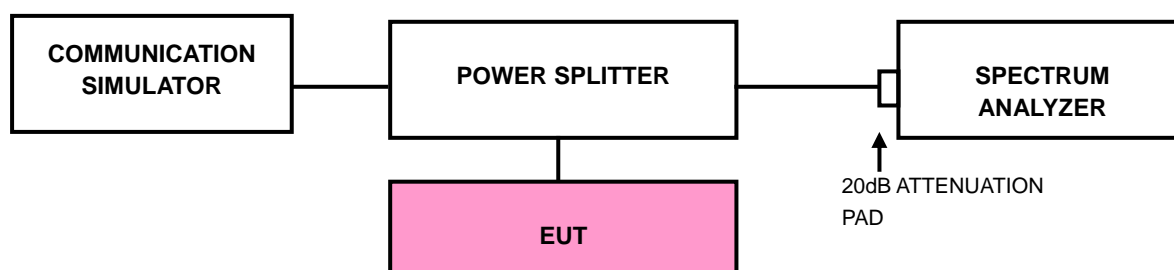 COMMUNICATION
SIMULATOR
POWER SPLITTER
SPECTRUM
ANALYZER
20dB ATTENUATION
PAD
EUT